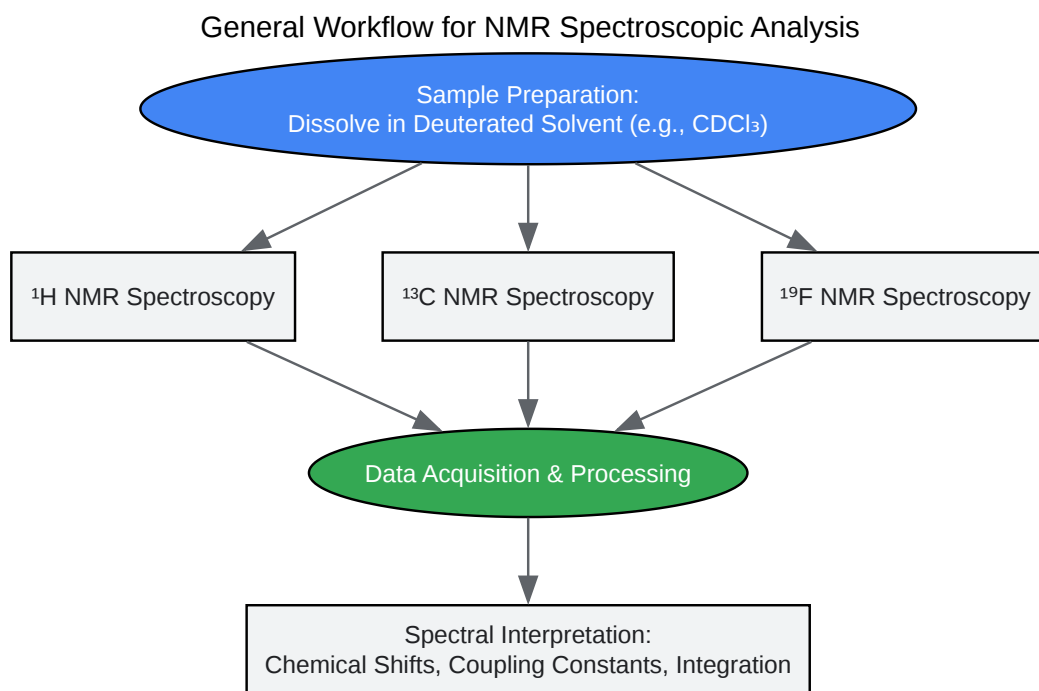 General Workflow for NMR Spectroscopic Analysis
Sample Preparation:
Dissolve in Deuterated Solvent (e.g., CDCl₃)
¹H NMR Spectroscopy
¹³C NMR Spectroscopy
¹⁹F NMR Spectroscopy
Data Acquisition & Processing
Spectral Interpretation:
Chemical Shifts, Coupling Constants, Integration